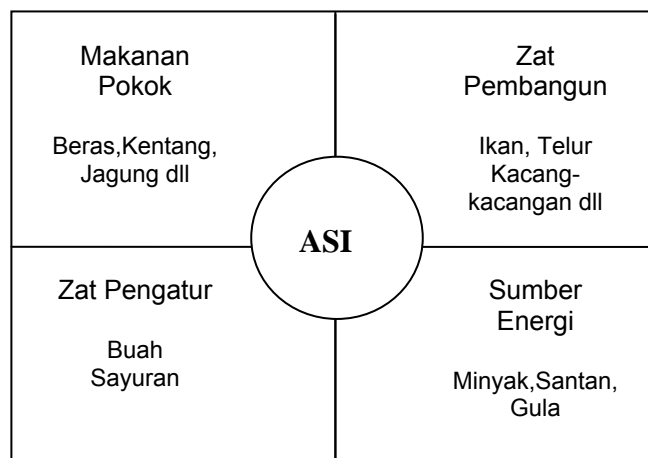 Makanan
Pokok
Beras,Kentang,
Jagung dll
Zat
Pembangun
Ikan, Telur
Kacang-
kacangan dll
ASI
Zat Pengatur
Buah
Sayuran
Sumber
Energi
Minyak,Santan,
Gula